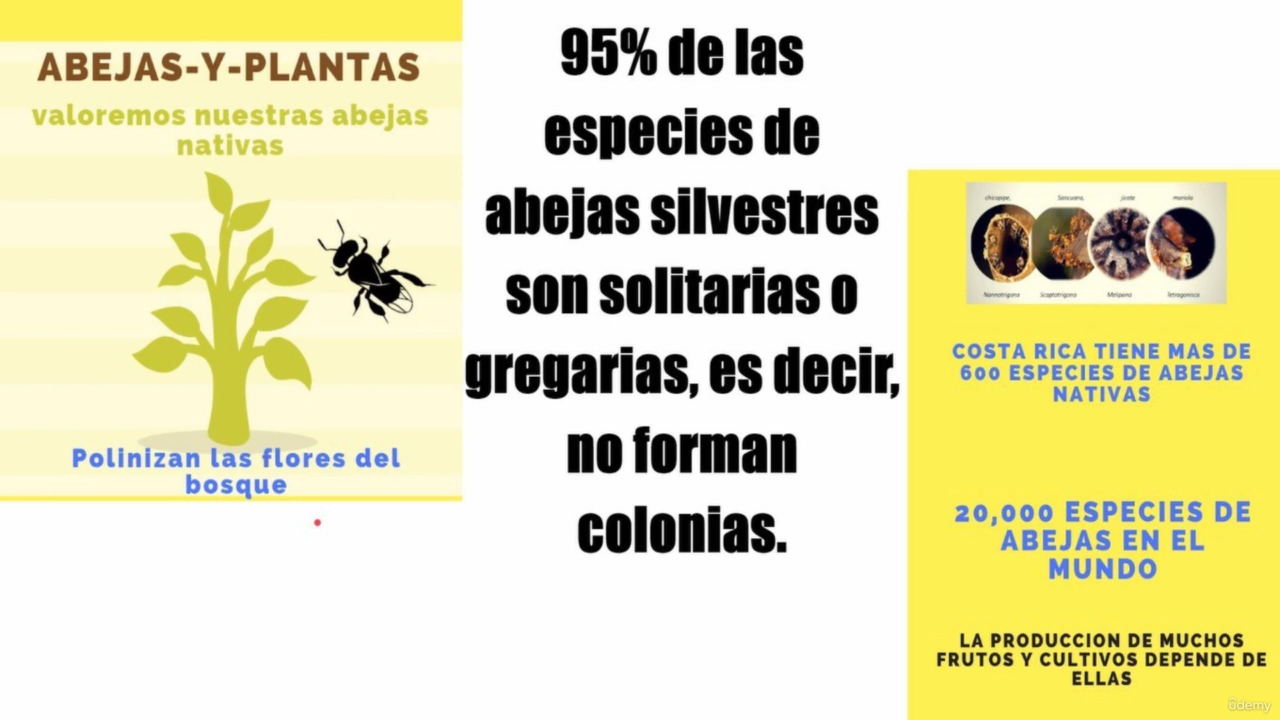 ABEJAS-Y-PLANTAS
valoremos nuestras abejas
nativas
Polinizan las flores del
bosque
95% de las
especies de
abejas silvestres
son solitarias o
gregarias, es decir,
no forman
colonias.
chicopipe, Soncuano, jicote mariola
Nannotrigona Scaptotrigona Melipona Tetragonisca
COSTA RICA TIENE MAS DE
600 ESPECIES DE ABEJAS
NATIVAS
20,000 ESPECIES DE
ABEJAS EN EL
MUNDO
LA PRODUCCION DE MUCHOS
FRUTOS Y CULTIVOS DEPENDE DE
ELLAS
ûdemy